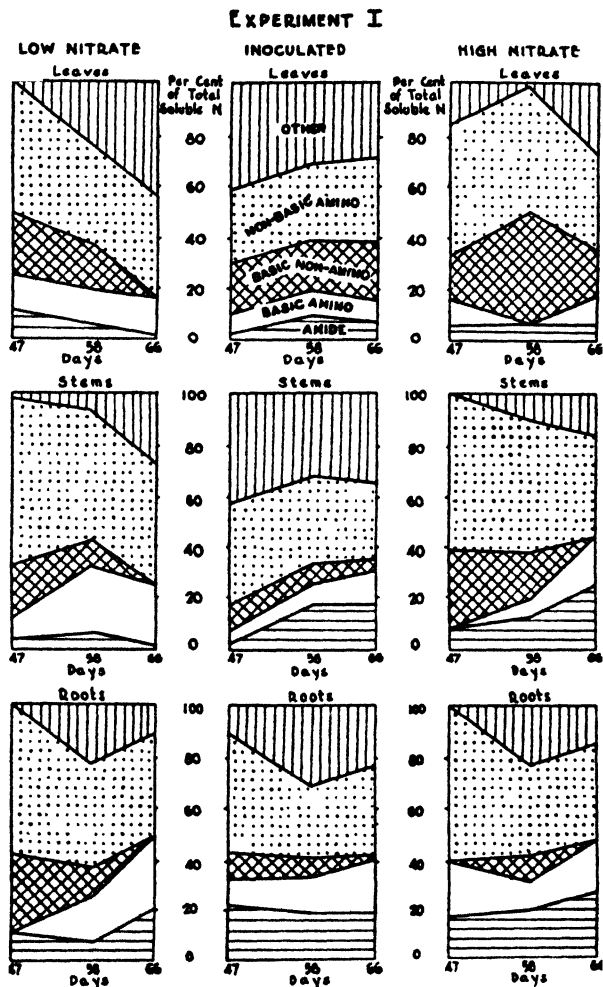 EXPERIMENT I
LOW NITRATE
INOCULATED
HIGH NITRATE
Leaves
Per Cent of Total Soluble N
Leaves
Per Cent of Total Soluble N
Leaves
80
60
40
20
0
OTHER
NON-BASIC AMINO
BASIC NON-AMINO
BASIC AMINO
AMIDE
80
60
40
20
0
47 58 66
Days
47 58 66
Days
47 58 66
Days
Stems
Stems
Stems
100
80
60
40
20
0
100
80
60
40
20
0
47 58 66
Days
47 58 66
Days
47 58 66
Days
Roots
Roots
Roots
100
80
60
40
20
0
100
80
60
40
20
0
47 58 66
Days
47 58 66
Days
47 58 66
Days